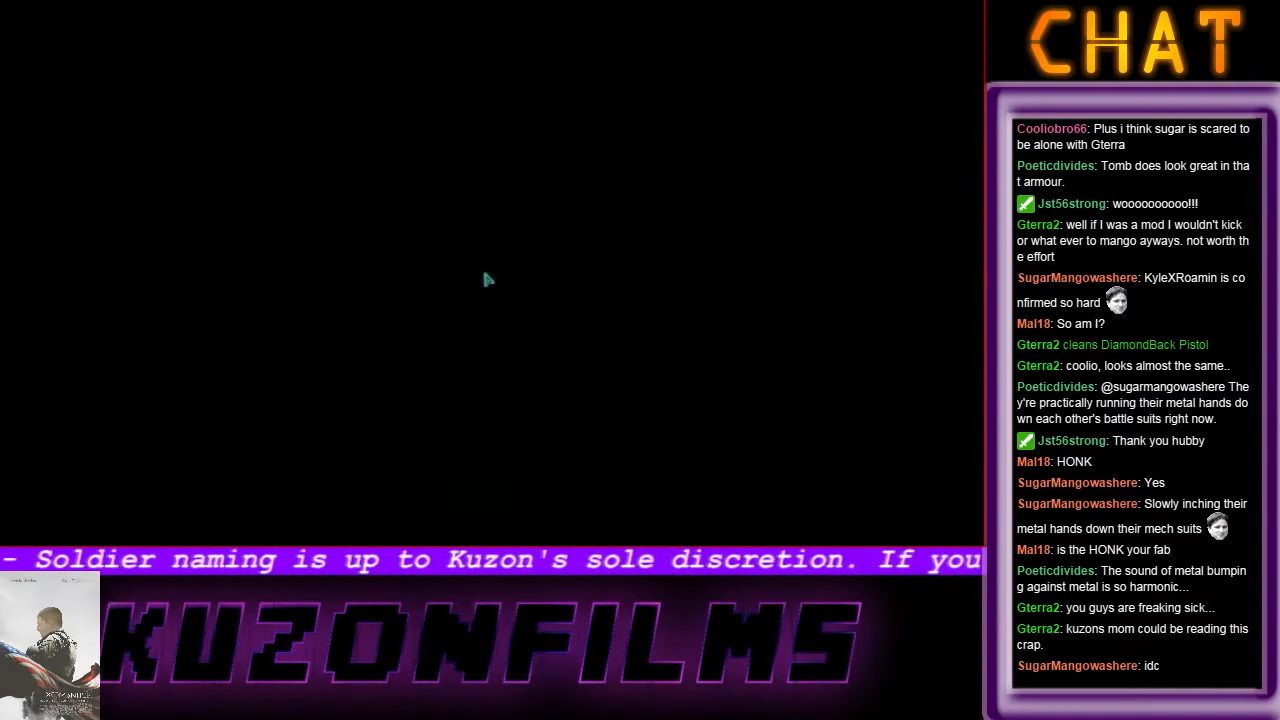 CHAT
Cooliobro66: Plus i think sugar is scared to
be alone with Gterra
Poeticdivides: Tomb does look great in tha
t armour.
Jst56strong: woooooooooo!!!
Gterra2: well if I was a mod I wouldn't kick
or what ever to mango ayways. not worth th
e effort
SugarMangowashere: KyleXRoamin is co
nfirmed so hard
Mal18: So am I?
Gterra2 cleans DiamondBack Pistol
Gterra2: coolio, looks almost the same..
Poeticdivides: @sugarmangowashere The
y're practically running their metal hands do
wn each other's battle suits right now.
Jst56strong: Thank you hubby
Mal18: HONK
SugarMangowashere: Yes
SugarMangowashere: Slowly inching their
metal hands down their mech suits
Mal18: is the HONK your fab
Poeticdivides: The sound of metal bumpin
g against metal is so harmonic...
Gterra2: you guys are freaking sick...
Gterra2: kuzons mom could be reading this
crap.
SugarMangowashere: idc
- Soldier naming is up to Kuzon's sole discretion. If you
KUZONFILMS